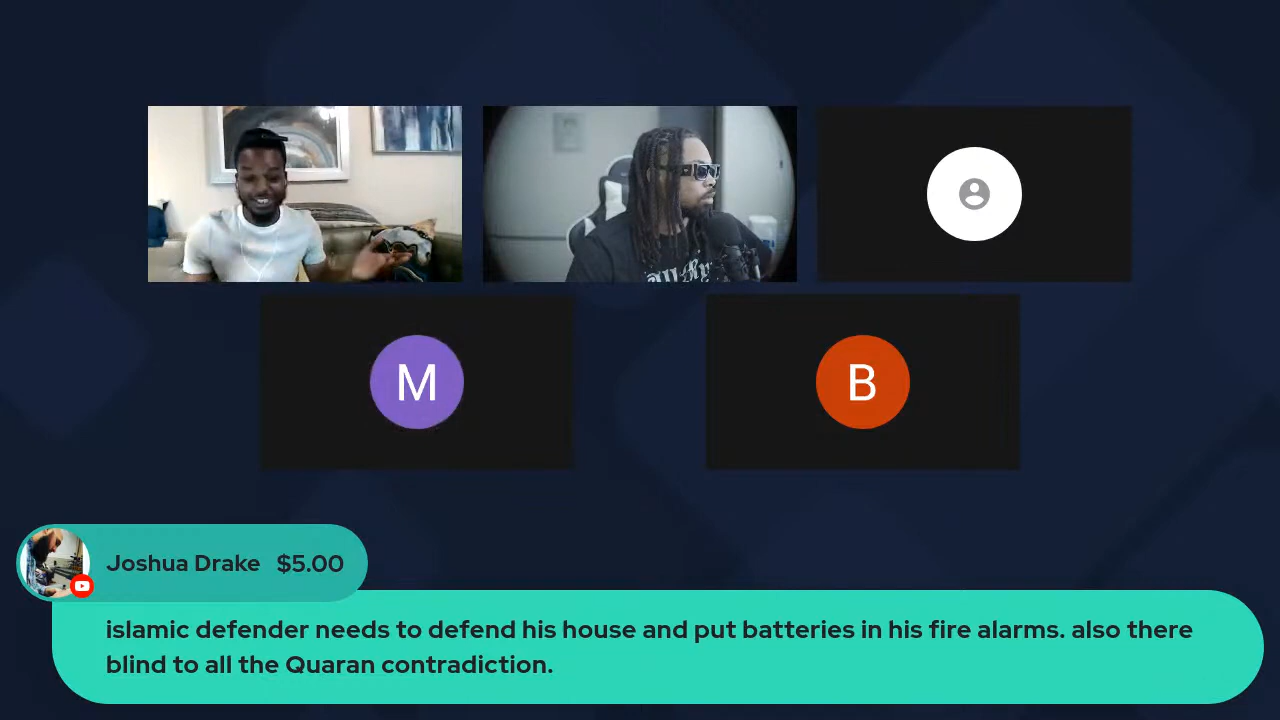 M
B
Joshua Drake $5.00
islamic defender needs to defend his house and put batteries in his fire alarms. also there
blind to all the Quaran contradiction.